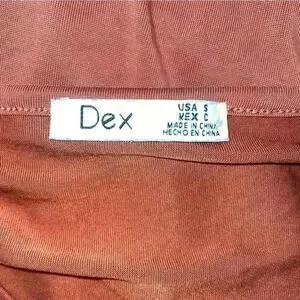 Dex
USA S
MEX C
MADE IN CHINA
HECHO EN CHINA